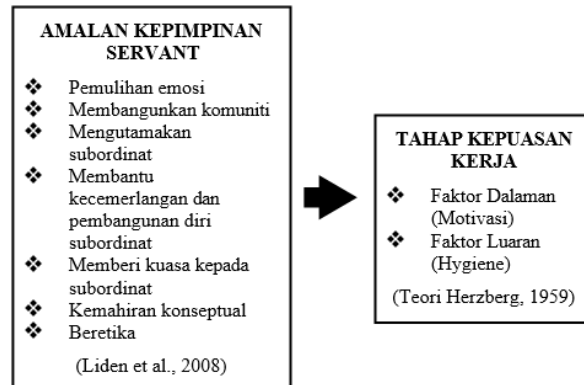 AMALAN KEPIMPINAN
SERVANT
❖ Pemulihan emosi
❖ Membangunkan komuniti
❖ Mengutamakan
subordinat
❖ Membantu
kecemerlangan dan
pembangunan diri
subordinat
❖ Memberi kuasa kepada
subordinat
❖ Kemahiran konseptual
❖ Beretika
(Liden et al., 2008)
TAHAP KEPUASAN
KERJA
❖ Faktor Dalaman
(Motivasi)
❖ Faktor Luaran
(Hygiene)
(Teori Herzberg, 1959)